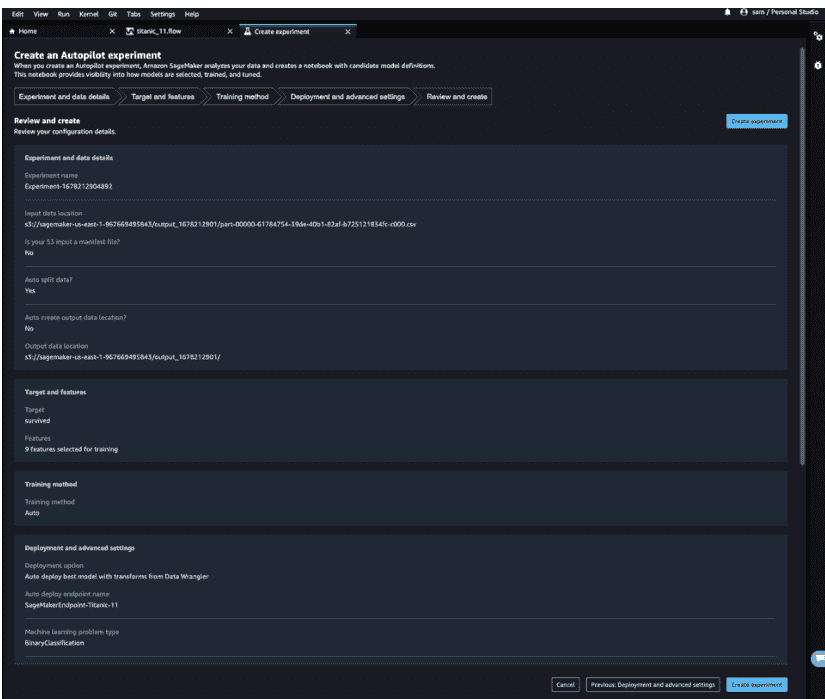 Edit View Run Kernel Git Tabs Settings Help
sam / Personal Studio
Home
titanic_11.flow
Create experiment
Create an Autopilot experiment
When you create an Autopilot experiment, Amazon SageMaker analyzes your data and creates a notebook with candidate model definitions.
This notebook provides visibility into how models are selected, trained, and tuned.
Experiment and data details
Target and features
Training method
Deployment and advanced settings
Review and create
Review and create
Create experiment
Review your configuration details.
Experiment and data details
Experiment name
Experiment-1678212904892
Input data location
s3://sagemaker-us-east-1-967669495843/output_1678212901/part-00000-61784754-59de-40b1-82af-b725121834fc-c000.csv
Is your S3 input a manifest file?
No
Auto split data?
Yes
Auto create output data location?
No
Output data location
s3://sagemaker-us-east-1-967669495843/output_1678212901/
Target and features
Target
survived
Features
9 features selected for training
Training method
Training method
Auto
Deployment and advanced settings
Deployment option
Auto deploy best model with transforms from Data Wrangler
Auto deploy endpoint name
SageMakerEndpoint-Titanic-11
Machine learning problem type
BinaryClassification
Cancel
Previous: Deployment and advanced settings
Create experiment